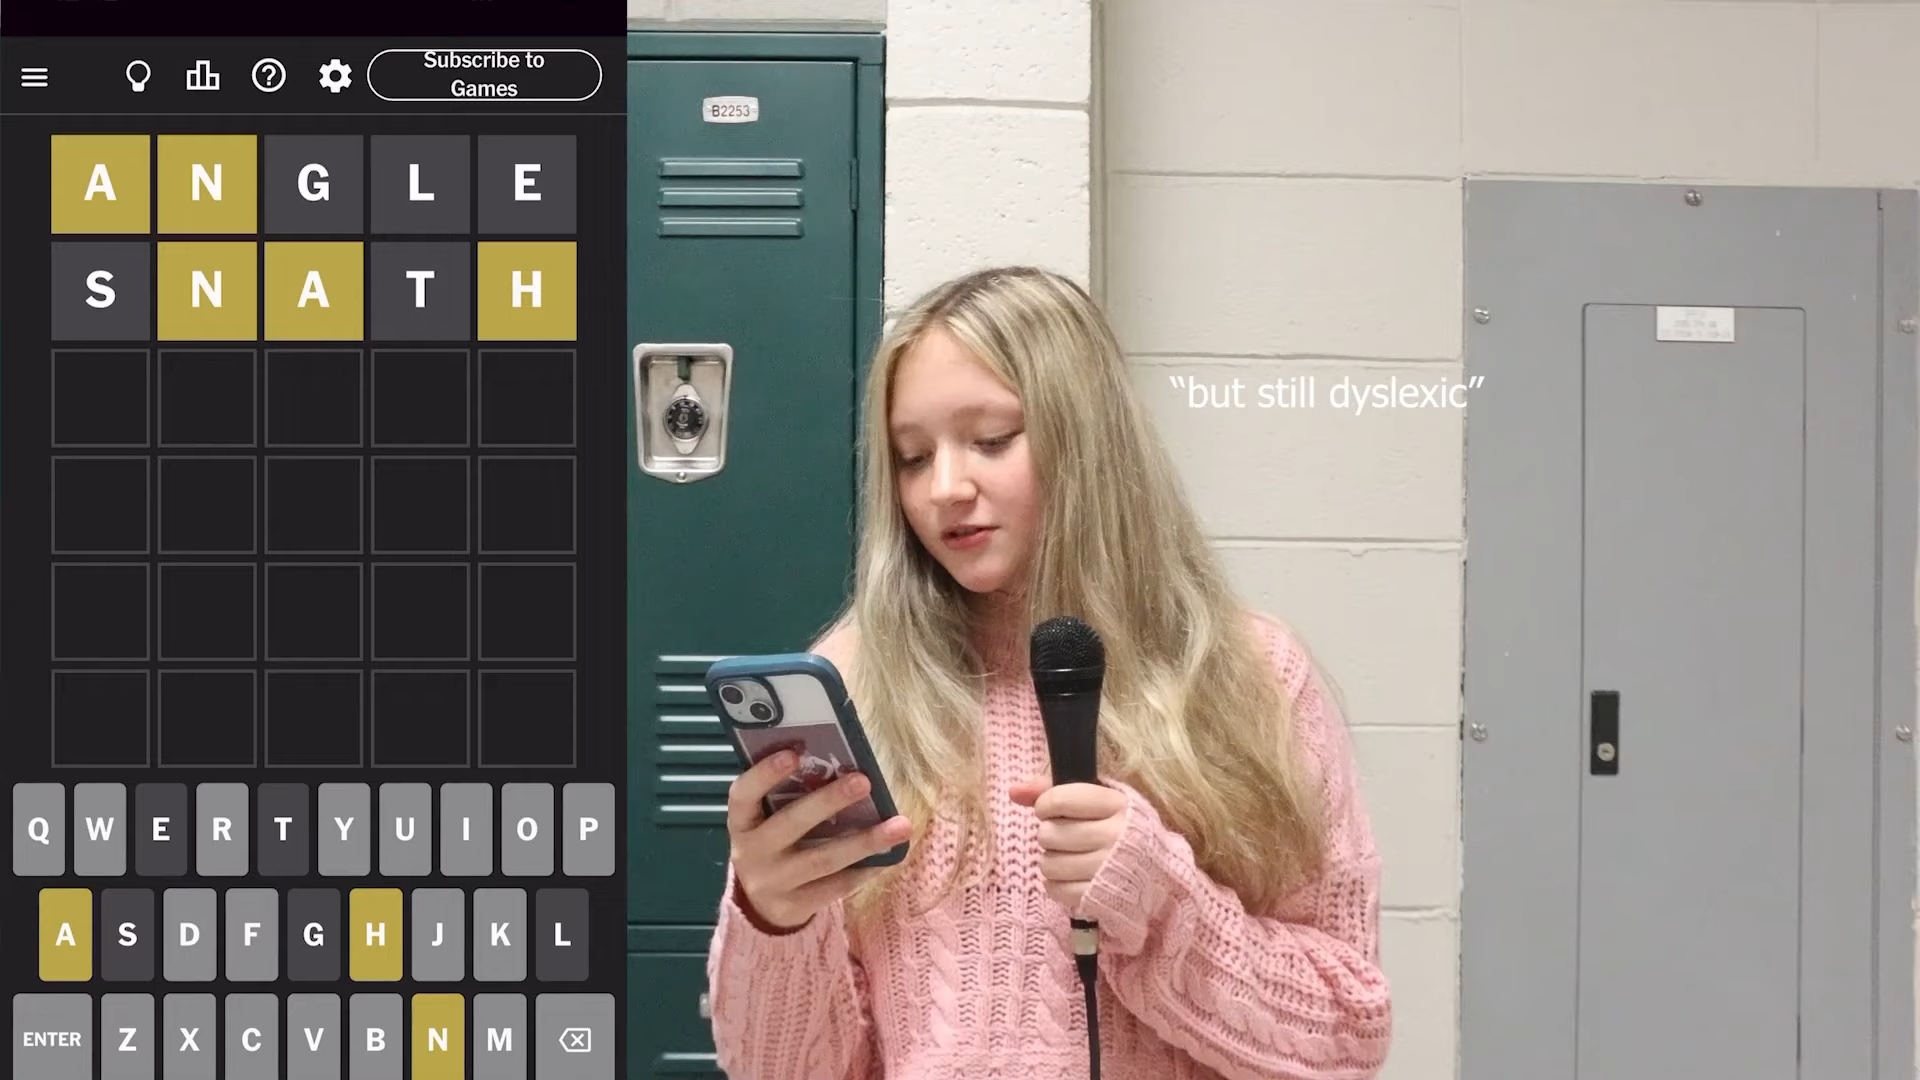 Subscribe to
Games
A N G L E
S N A T H
Q W E R T Y U I O P
A S D F G H J K L
ENTER Z X C V B N M
B2253
“but still dyslexic”